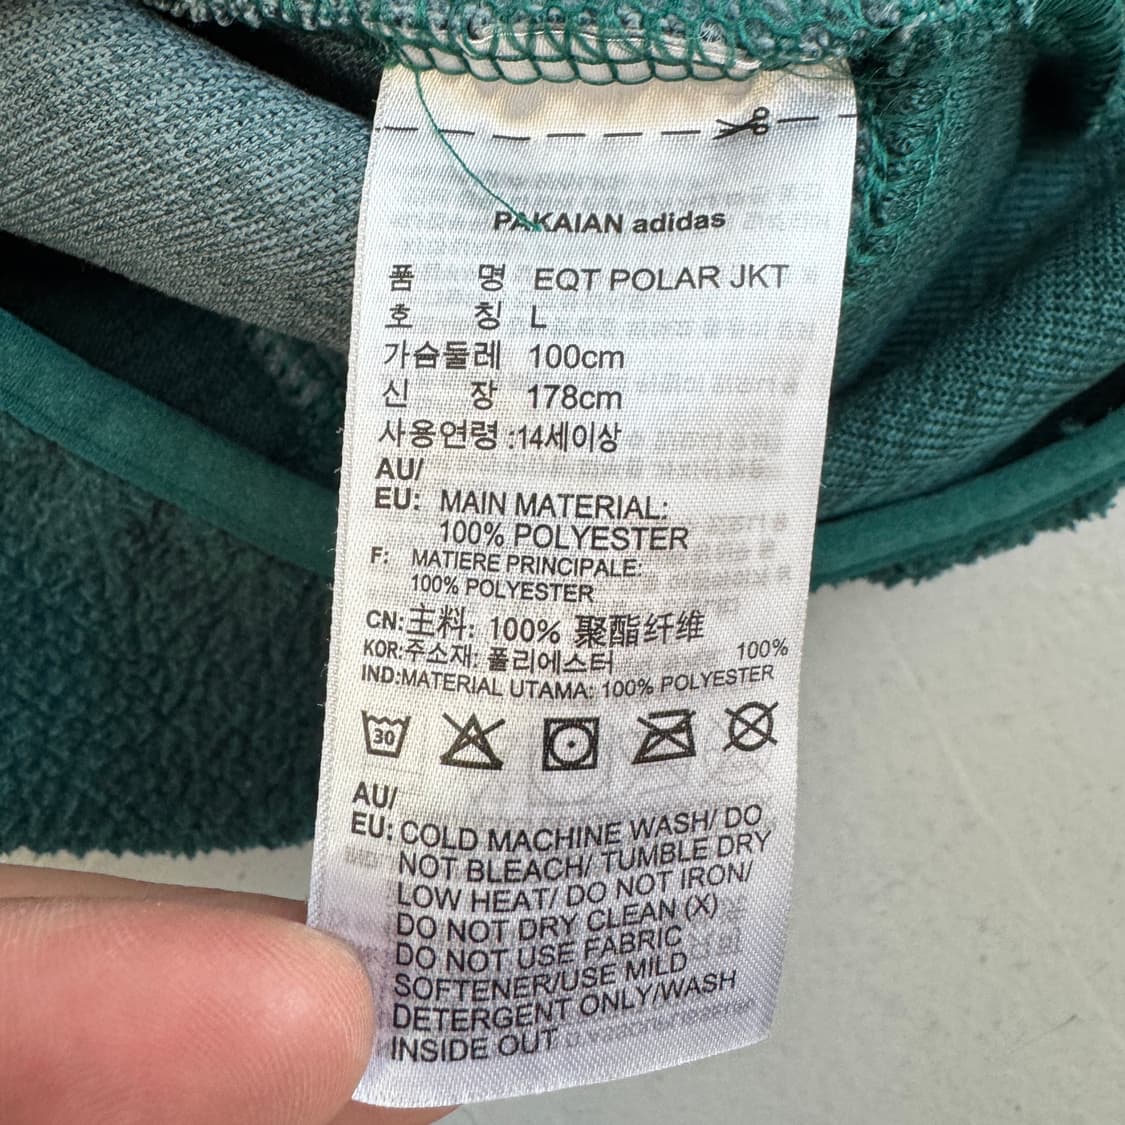 PAKAIAN adidas
품 명 EQT POLAR JKT
호 칭 L
가슴둘레 100cm
신 장 178cm
사용연령 :14세이상
AU/
EU: MAIN MATERIAL:
100% POLYESTER
F: MATIERE PRINCIPALE:
100% POLYESTER
CN:主料: 100% 聚酯纤维
KOR:주소재: 폴리에스터 100%
IND:MATERIAL UTAMA: 100% POLYESTER
30
AU/
EU: COLD MACHINE WASH/ DO
NOT BLEACH/ TUMBLE DRY
LOW HEAT/ DO NOT IRON/
DO NOT DRY CLEAN (X)
DO NOT USE FABRIC
SOFTENER/USE MILD
DETERGENT ONLY/WASH
INSIDE OUT